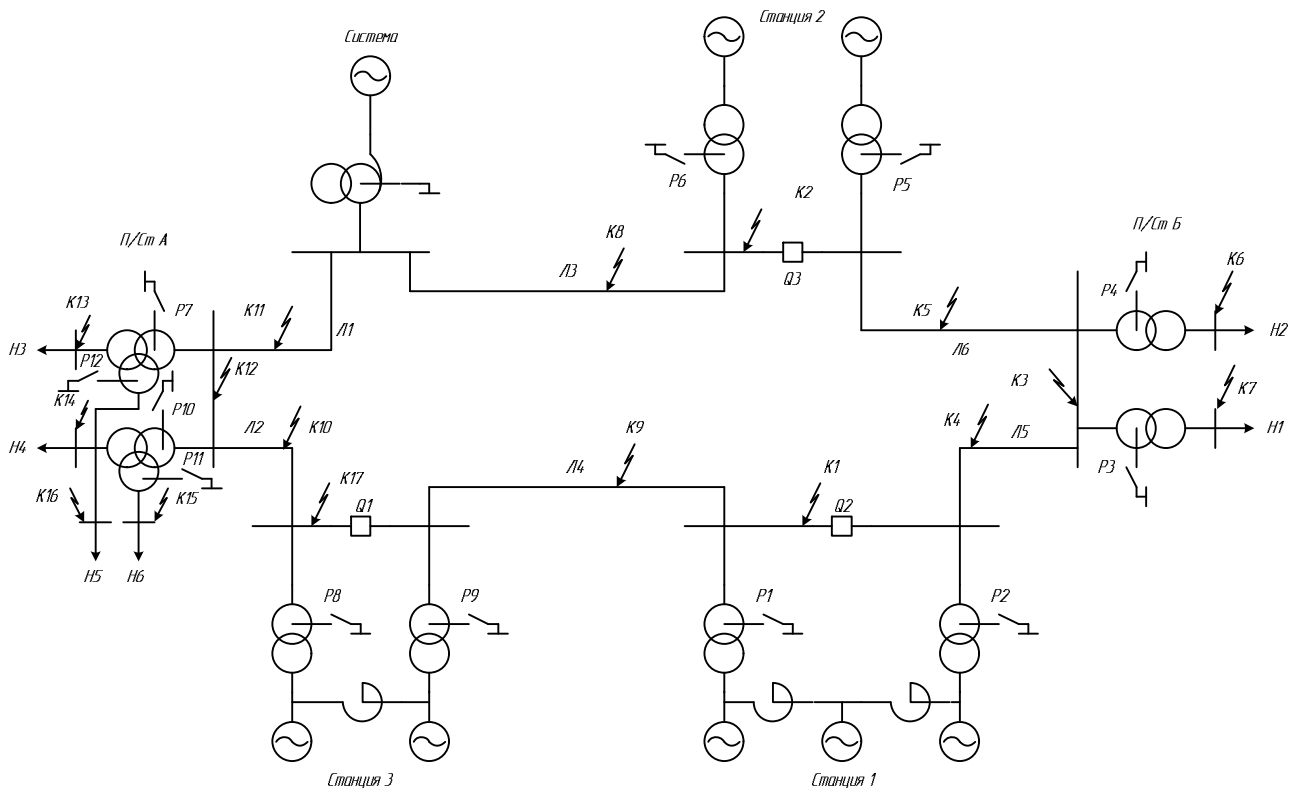 Станция 2
Система
К2
Р6
Р5
П/Ст А
П/Ст Б
К8
К6
К13
Р7
К11
Л3
Q3
Р4
К5
Н3
Р12
Л1
Н2
К12
Л6
К14
Р10
К3
К7
Н4
Л2
К10
К9
К4
Л5
Н1
Р11
Л4
К1
Р3
К16
К15
К17
Q1
Q2
Н5
Н6
Р8
Р9
Р1
Р2
Станция 3
Станция 1